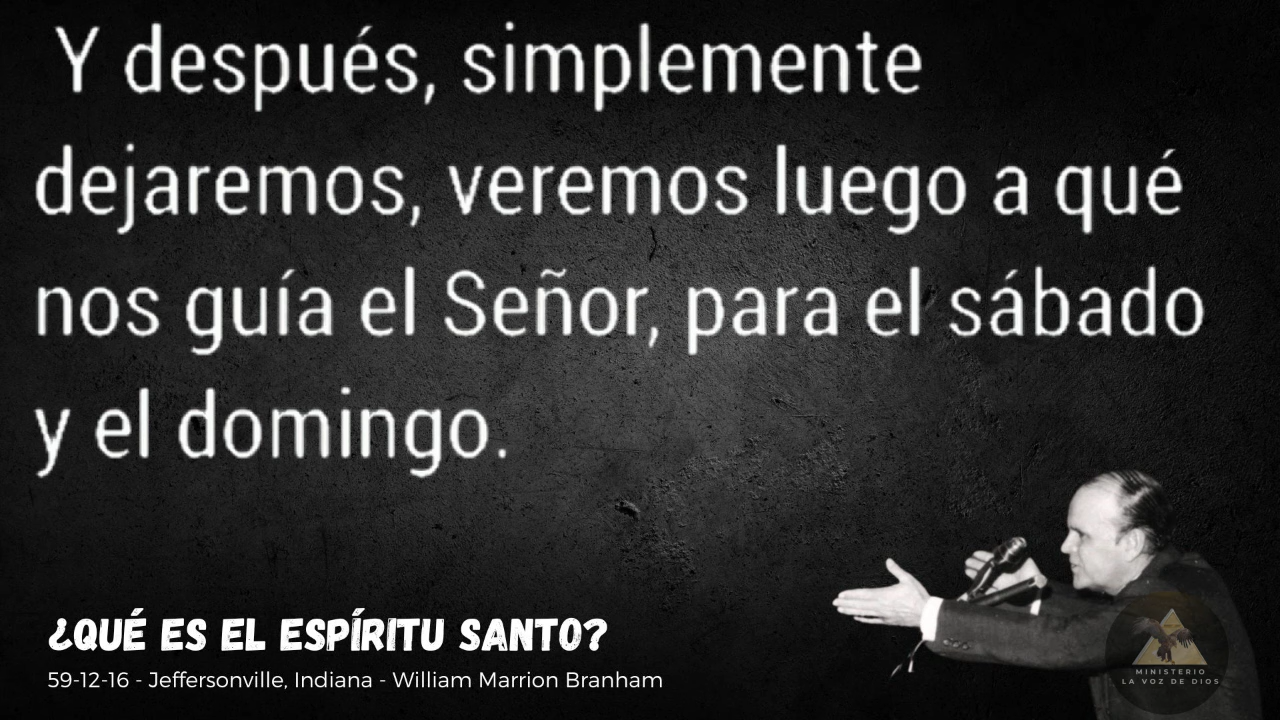 Y después, simplemente
dejaremos, veremos luego a qué
nos guía el Señor, para el sábado
y el domingo.
¿QUÉ ES EL ESPÍRITU SANTO?
59-12-16 - Jeffersonville, Indiana - William Marrion Branham
MINISTERIO
LA VOZ DE DIOS